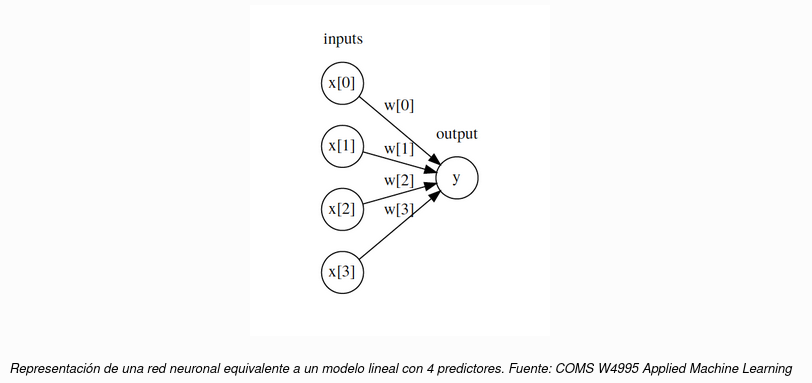 inputs
x[0]
w[0]
output
x[1]
w[1]
y
w[2]
x[2]
w[3]
x[3]
Representación de una red neuronal equivalente a un modelo lineal con 4 predictores. Fuente: COMS W4995 Applied Machine Learning